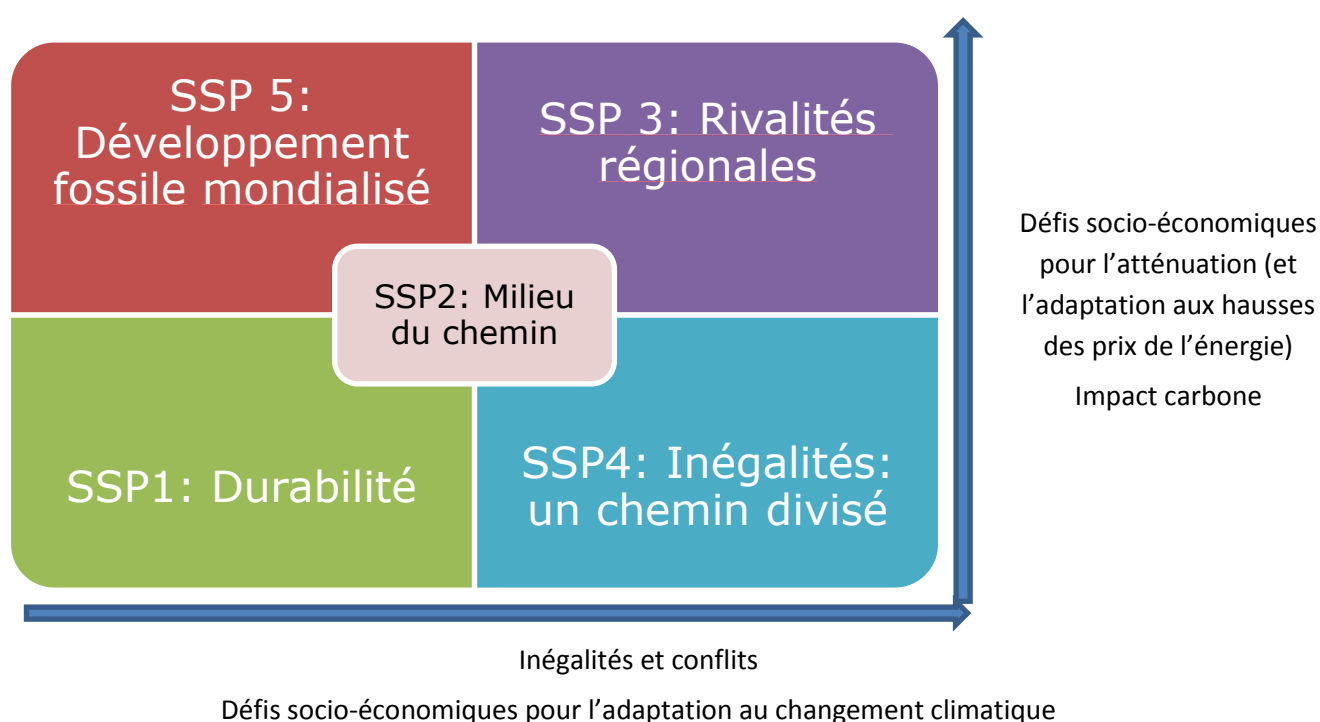 SSP 5:
Développement
fossile mondialisé
SSP 3: Rivalités
régionales
SSP2: Milieu
du chemin
SSP1: Durabilité
SSP4: Inégalités:
un chemin divisé
Défis socio-économiques
pour l’atténuation (et
l’adaptation aux hausses
des prix de l’énergie)
Impact carbone
Inégalités et conflits
Défis socio-économiques pour l’adaptation au changement climatique